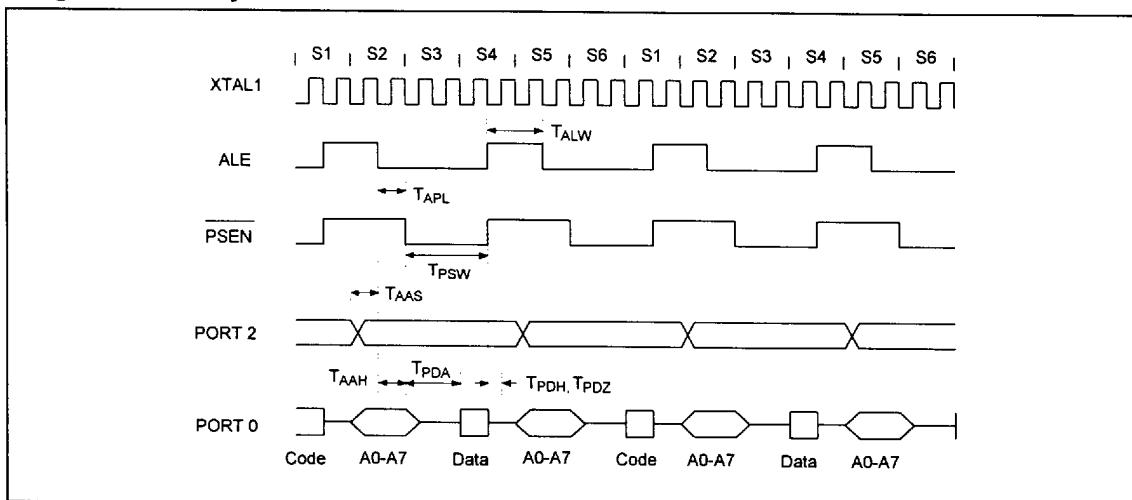 S1 S2 S3 S4 S5 S6 S1 S2 S3 S4 S5 S6
XTAL1
TALW
ALE
TAPL
PSEN
TPSW
TAAS
PORT 2
TAAH TPDA TPDH, TPDZ
PORT 0
Code A0-A7 Data A0-A7 Code A0-A7 Data A0-A7